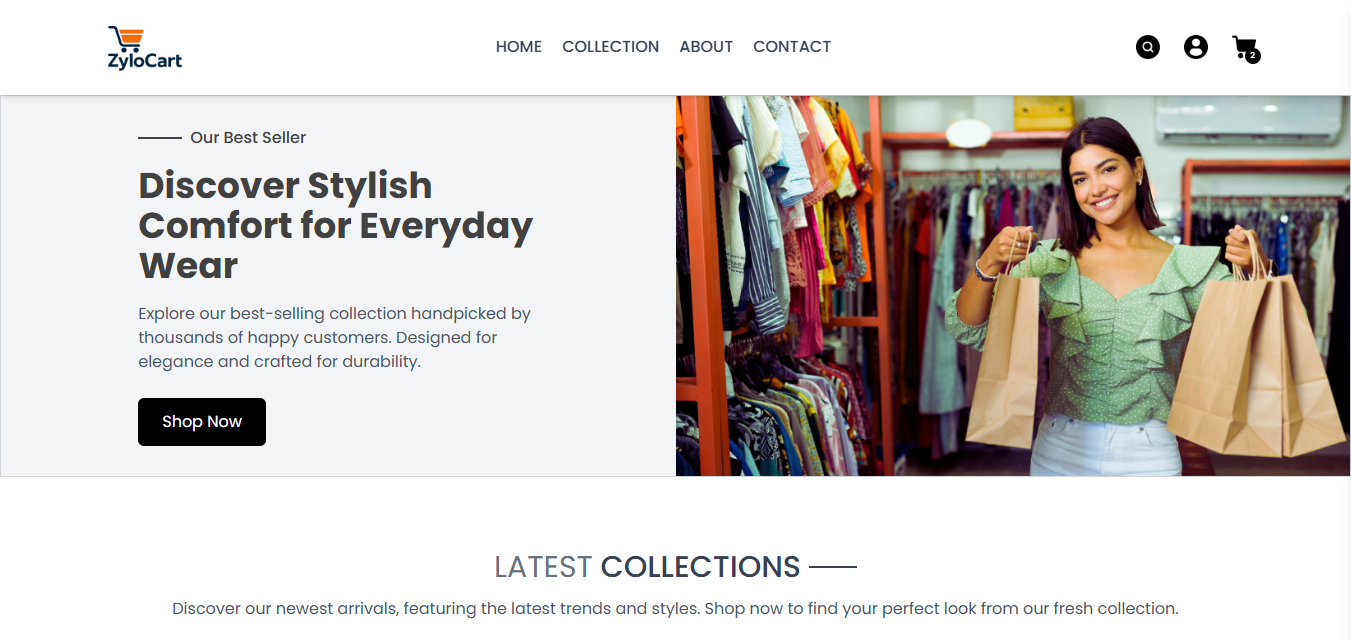 ZyloCart
HOME COLLECTION ABOUT CONTACT
2
Our Best Seller
Discover Stylish
Comfort for Everyday
Wear
Explore our best-selling collection handpicked by
thousands of happy customers. Designed for
elegance and crafted for durability.
Shop Now
LATEST COLLECTIONS
Discover our newest arrivals, featuring the latest trends and styles. Shop now to find your perfect look from our fresh collection.